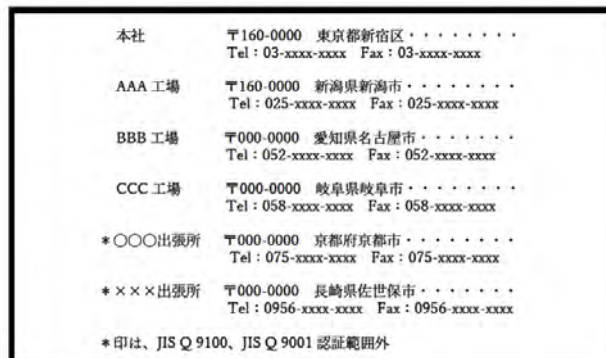 本社 〒160-0000 東京都新宿区・・・・・・・・
Tel：03-xxxx-xxxx Fax：03-xxxx-xxxx
AAA 工場 〒160-0000 新潟県新潟市・・・・・・・・
Tel：025-xxxx-xxxx Fax：025-xxxx-xxxx
BBB 工場 〒000-0000 愛知県名古屋市・・・・・・・
Tel：052-xxxx-xxxx Fax：052-xxxx-xxxx
CCC 工場 〒000-0000 岐阜県岐阜市・・・・・・・・
Tel：058-xxxx-xxxx Fax：058-xxxx-xxxx
＊○○○出張所 〒000-0000 京都府京都市・・・・・・・・
Tel：075-xxxx-xxxx Fax：075-xxxx-xxxx
＊×××出張所 〒000-0000 長崎県佐世保市・・・・・・・
Tel：0956-xxxx-xxxx Fax：0956-xxxx-xxxx
＊印は、JIS Q 9100、JIS Q 9001 認証範囲外